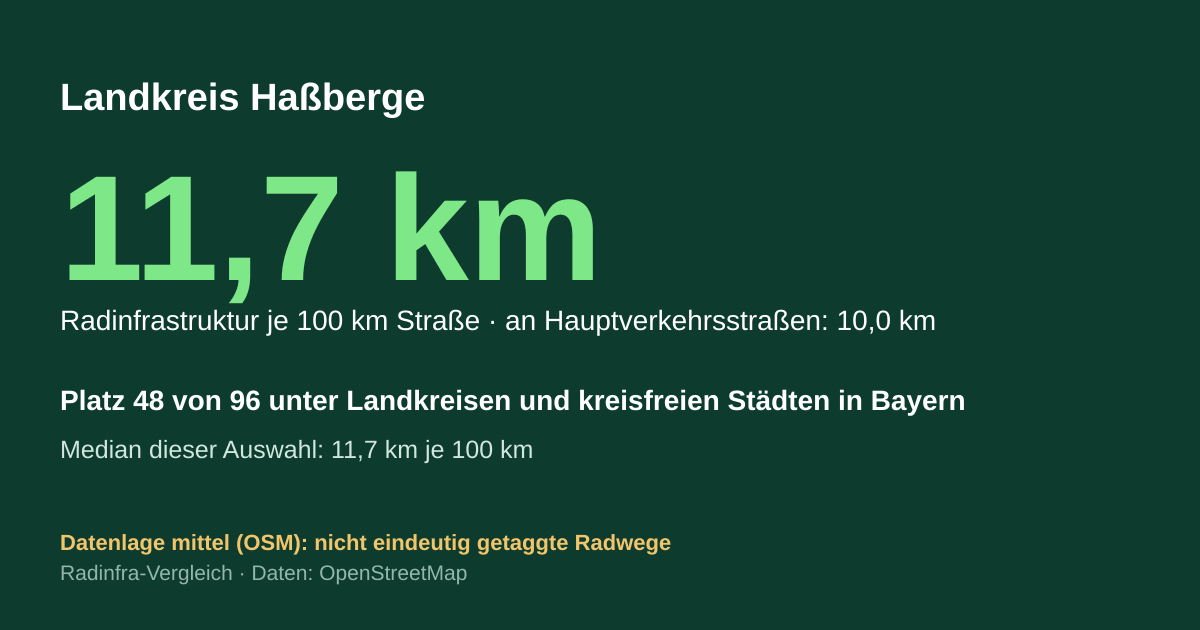 Landkreis Haßberge
11,7 km
Radinfrastruktur je 100 km Straße · an Hauptverkehrsstraßen: 10,0 km
Platz 48 von 96 unter Landkreisen und kreisfreien Städten in Bayern
Median dieser Auswahl: 11,7 km je 100 km
Datenlage mittel (OSM): nicht eindeutig getaggte Radwege
Radinfra-Vergleich · Daten: OpenStreetMap